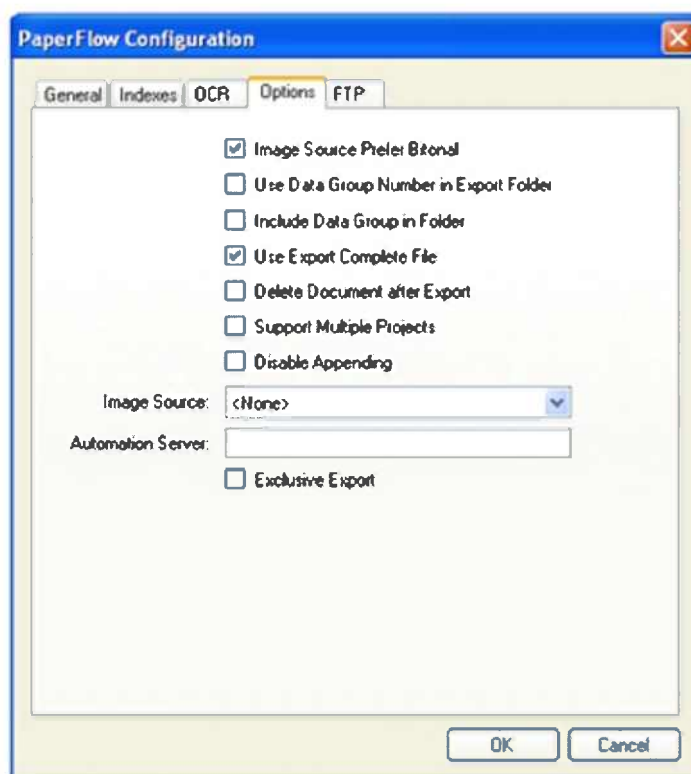 PaperFlow Configuration
General Indexes OCR Options FTP
Image Source Prefer Bitonal
Use Data Group Number in Export Folder
Include Data Group in Folder
Use Export Complete File
Delete Document after Export
Support Multiple Projects
Disable Appending
Image Source: <None>
Automation Server:
Exclusive Export
OK Cancel